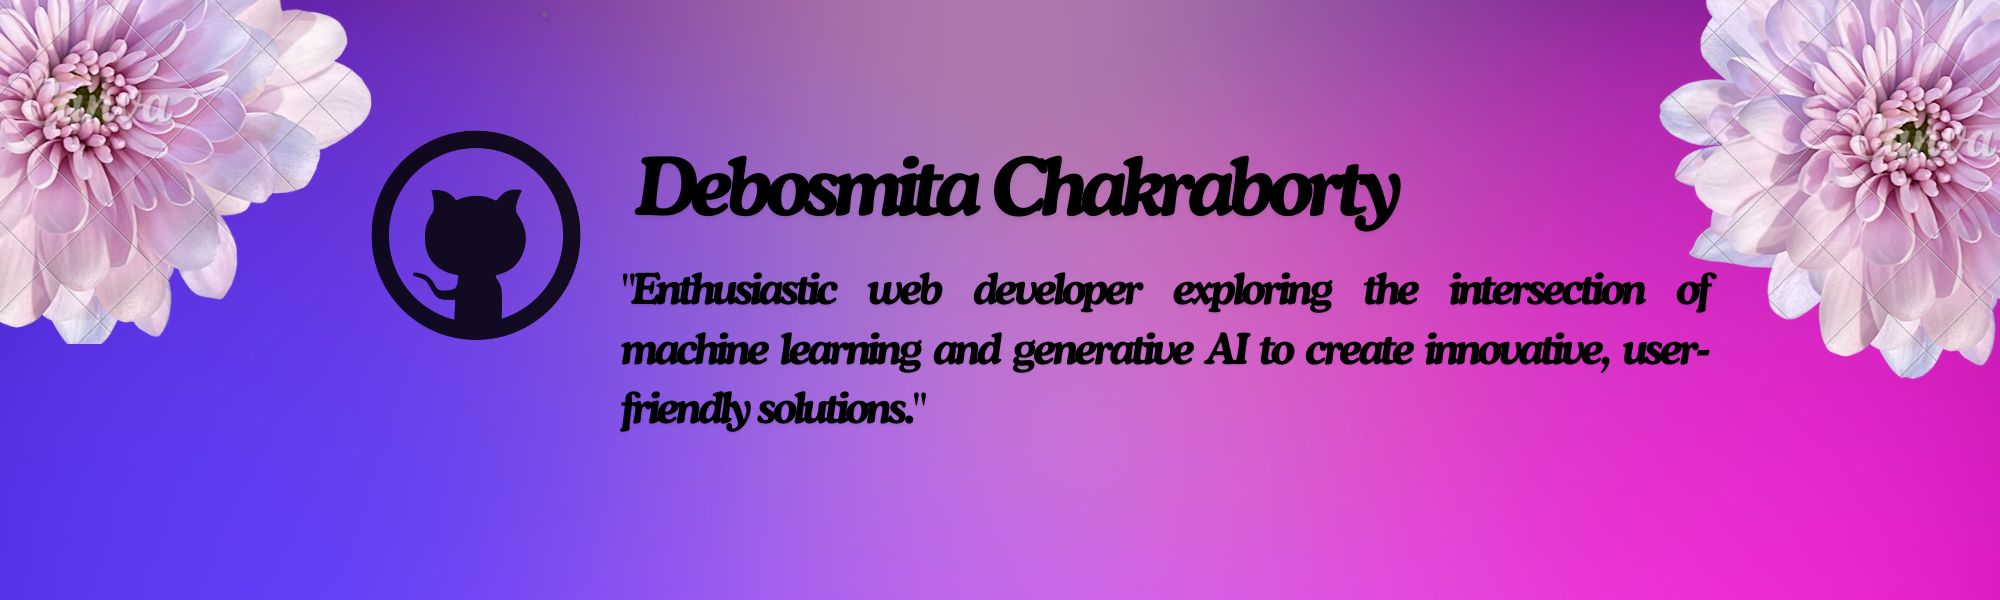 Debosmita Chakraborty
"Enthusiastic web developer exploring the intersection of
machine learning and generative AI to create innovative, user-
friendly solutions."